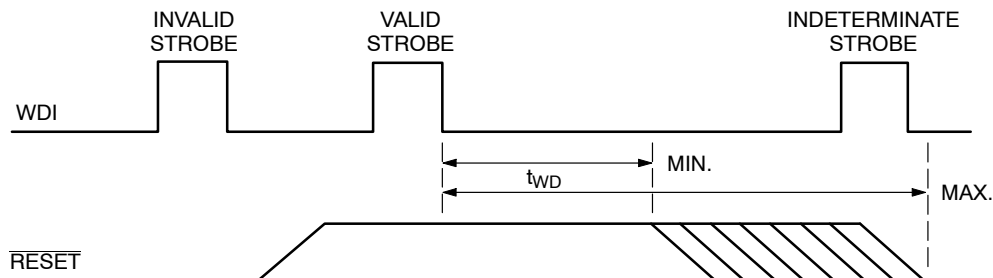 INVALID
STROBE
VALID
STROBE
INDETERMINATE
STROBE
WDI
tWD
MIN.
MAX.
RESET